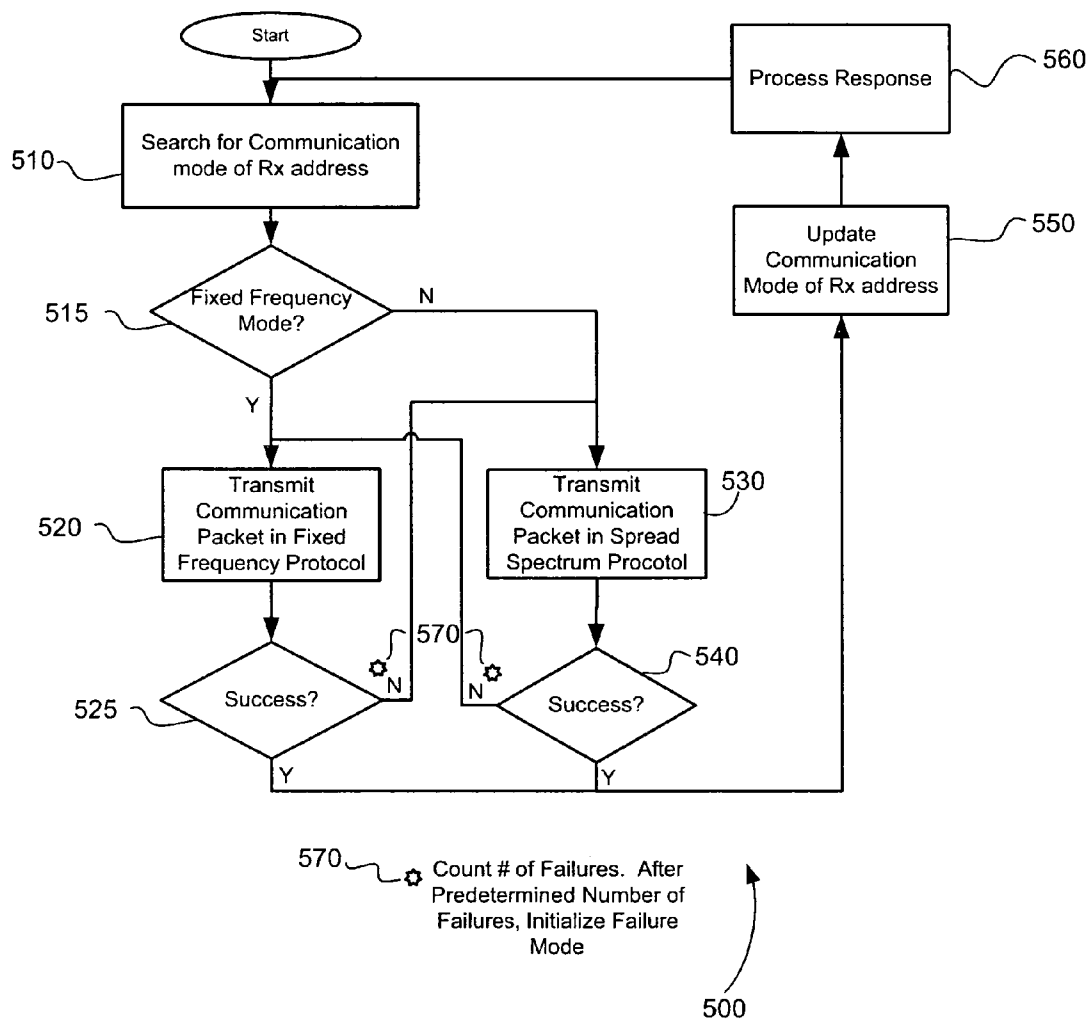 Start
Process Response
560
Search for Communication
mode of Rx address
510
Update
Communication
Mode of Rx address
550
Fixed Frequency
Mode?
515
N
Y
Transmit
Communication
Packet in Fixed
Frequency Protocol
520
Transmit
Communication
Packet in Spread
Spectrum Procotol
530
570
Success?
525
N
Y
N
Success?
540
Y
570
Count # of Failures. After
Predetermined Number of
Failures, Initialize Failure
Mode
500